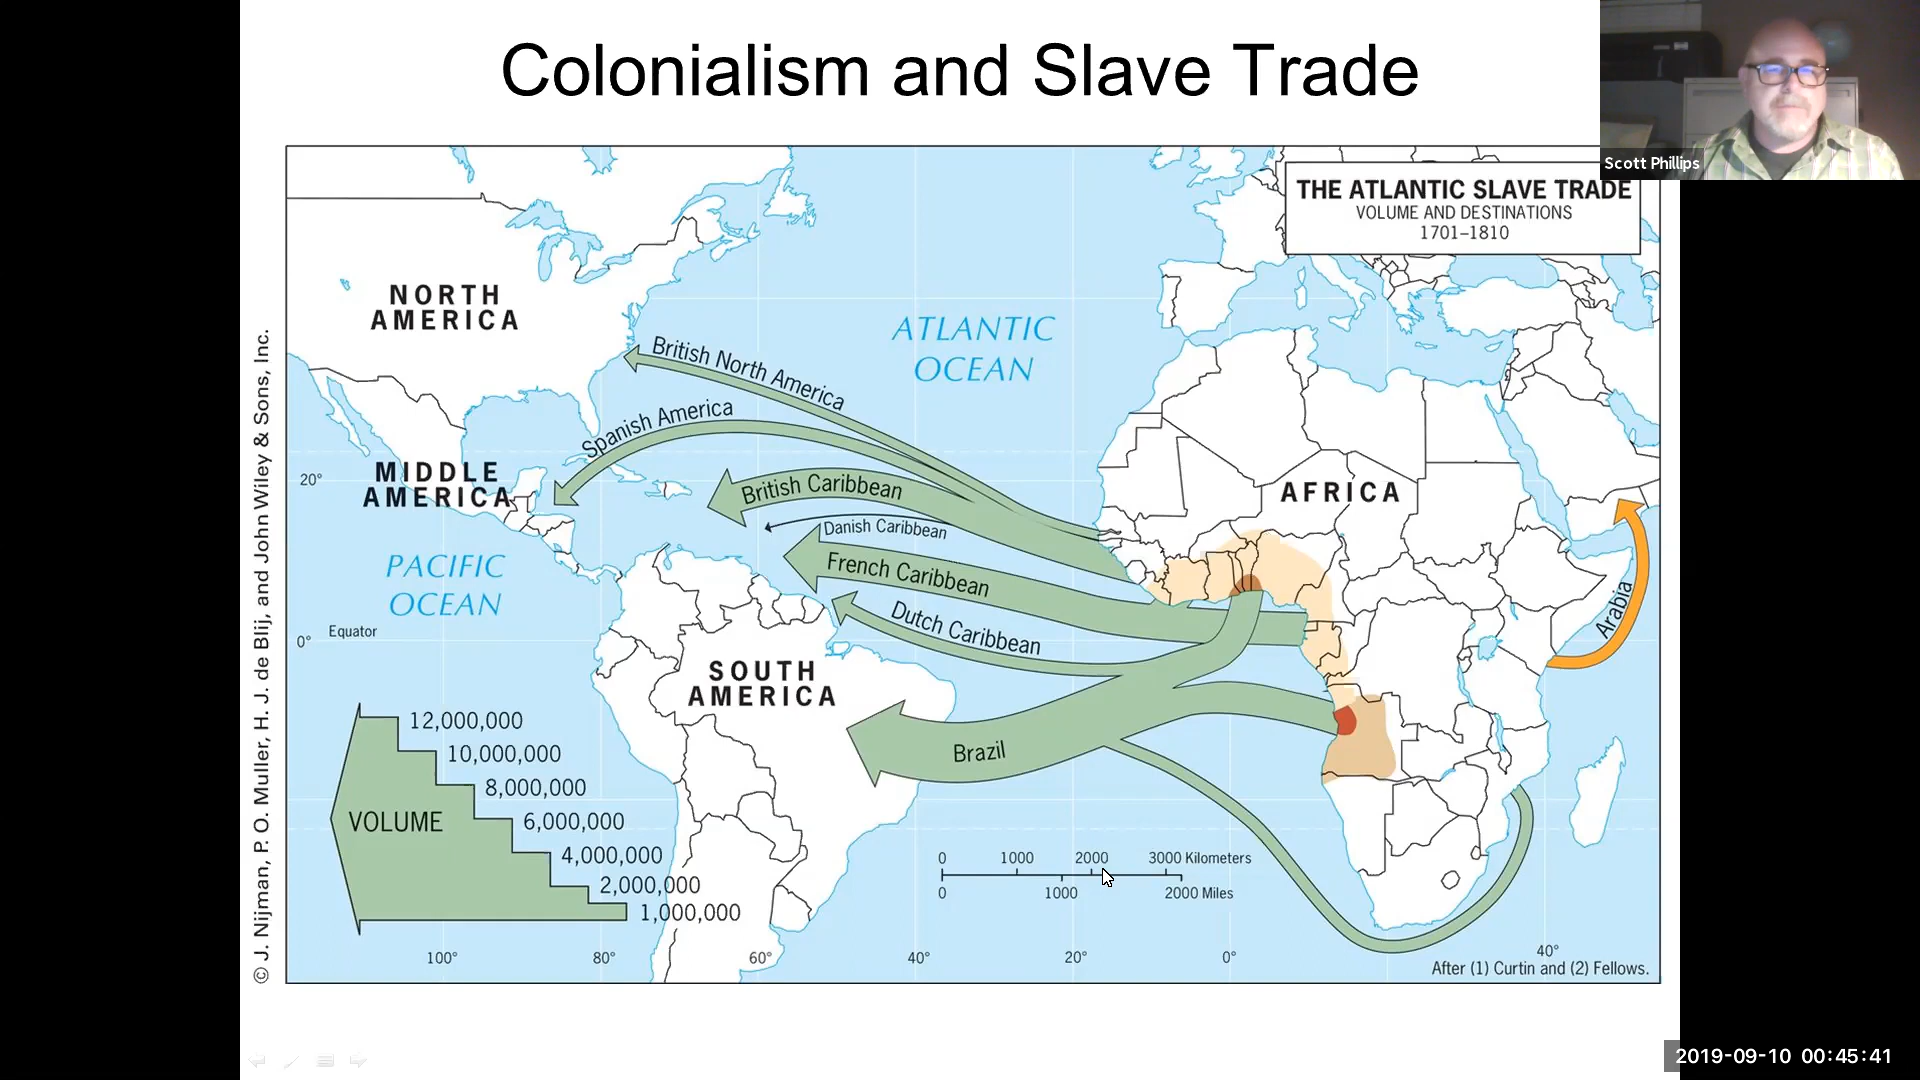 Colonialism and Slave Trade
Scott Phillips
THE ATLANTIC SLAVE TRADE
VOLUME AND DESTINATIONS
1701–1810
NORTH
AMERICA
ATLANTIC
OCEAN
British North America
Spanish America
MIDDLE
AMERICA
20°
British Caribbean
AFRICA
Danish Caribbean
PACIFIC
OCEAN
French Caribbean
Dutch Caribbean
Arabia
0°
Equator
SOUTH
AMERICA
Brazil
12,000,000
10,000,000
8,000,000
6,000,000
4,000,000
2,000,000
1,000,000
VOLUME
0 1000 2000 3000 Kilometers
0 1000 2000 Miles
100° 80° 60° 40° 20° 0° 40°
After (1) Curtin and (2) Fellows.
© J. Nijman, P. O. Muller, H. J. de Blij, and John Wiley & Sons, Inc.
2019-09-10 00:45:41